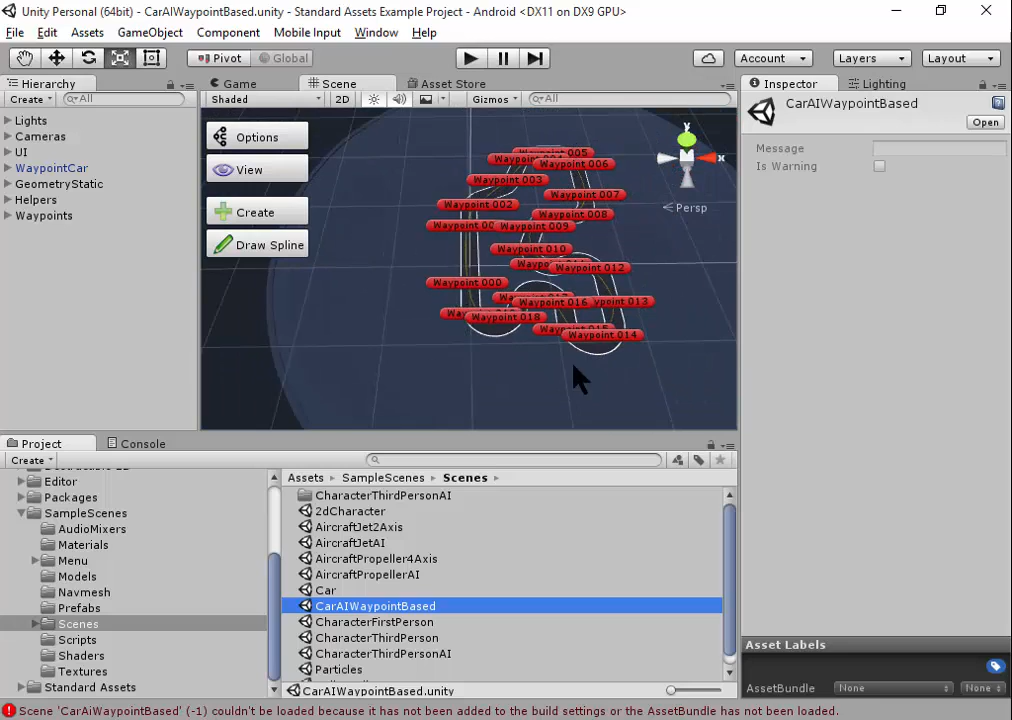 Unity Personal (64bit) - CarAIWaypointBased.unity - Standard Assets Example Project - Android <DX11 on DX9 GPU>
File Edit Assets GameObject Component Mobile Input Window Help
Pivot Global Account Layers Layout
Hierarchy
Create All
Lights
Cameras
UI
WaypointCar
GeometryStatic
Helpers
Waypoints
Game Scene Asset Store
Shaded 2D Gizmos All
Options
View
Create
Draw Spline
Waypoint 005
Waypoint 006
Waypoint 003
Waypoint 007
Waypoint 002
Waypoint 008
Waypoint 009
Waypoint 010
Waypoint 012
Waypoint 000
Waypoint 016
Waypoint 018
Waypoint 014
y
x
Persp
Inspector Lighting
CarAIWaypointBased
Open
Message
Is Warning
Project Console
Create
Editor
Packages
SampleScenes
AudioMixers
Materials
Menu
Models
Navmesh
Prefabs
Scenes
Scripts
Shaders
Textures
Standard Assets
Assets SampleScenes Scenes
CharacterThirdPersonAI
2dCharacter
AircraftJet2Axis
AircraftJetAI
AircraftPropeller4Axis
AircraftPropellerAI
Car
CarAIWaypointBased
CharacterFirstPerson
CharacterThirdPerson
CharacterThirdPersonAI
Particles
CarAIWaypointBased.unity
Asset Labels
AssetBundle None None
Scene 'CarAiWaypointBased' (-1) couldn't be loaded because it has not been added to the build settings or the AssetBundle has not been loaded.